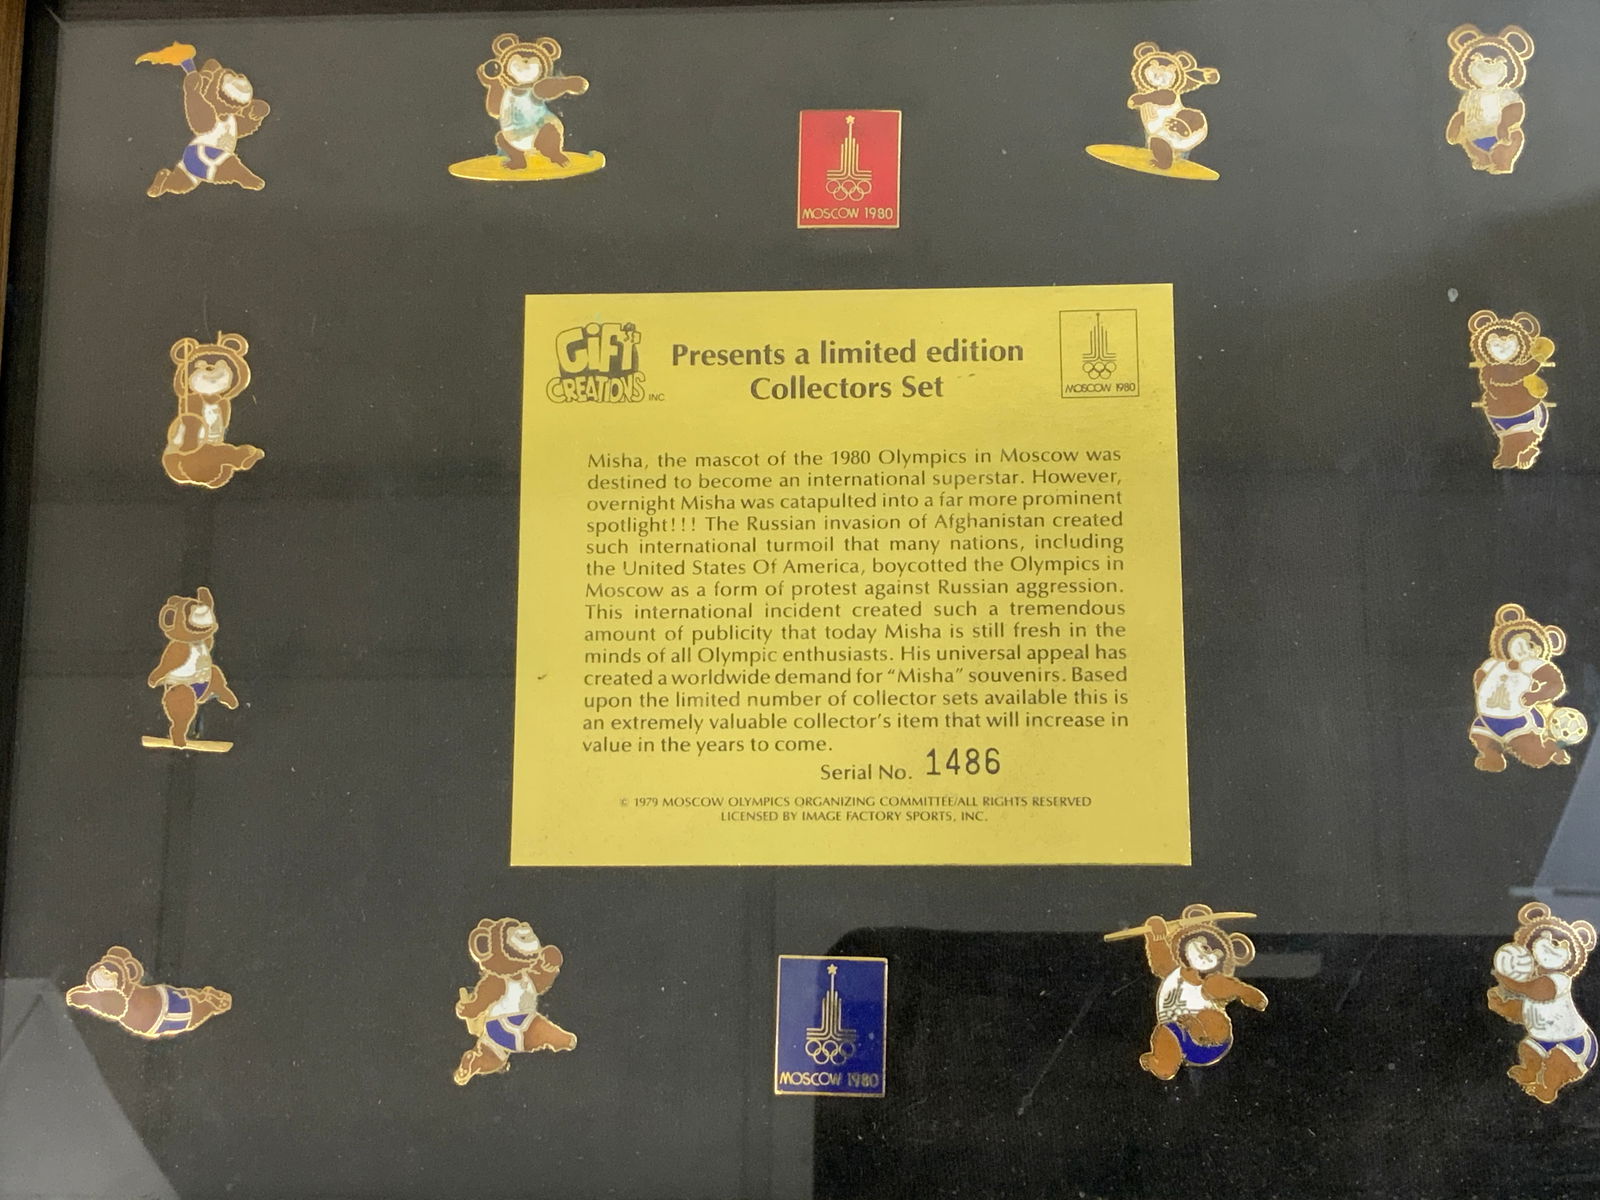 MOSCOW 1980
GiFT
CREATIONS INC.
Presents a limited edition
Collectors Set
MOSCOW 1980
Misha, the mascot of the 1980 Olympics in Moscow was
destined to become an international superstar. However,
overnight Misha was catapulted into a far more prominent
spotlight!!! The Russian invasion of Afghanistan created
such international turmoil that many nations, including
the United States Of America, boycotted the Olympics in
Moscow as a form of protest against Russian aggression.
This international incident created such a tremendous
amount of publicity that today Misha is still fresh in the
minds of all Olympic enthusiasts. His universal appeal has
created a worldwide demand for “Misha” souvenirs. Based
upon the limited number of collector sets available this is
an extremely valuable collector’s item that will increase in
value in the years to come.
Serial No. 1486
© 1979 MOSCOW OLYMPICS ORGANIZING COMMITTEE/ALL RIGHTS RESERVED
LICENSED BY IMAGE FACTORY SPORTS, INC.
MOSCOW 1980